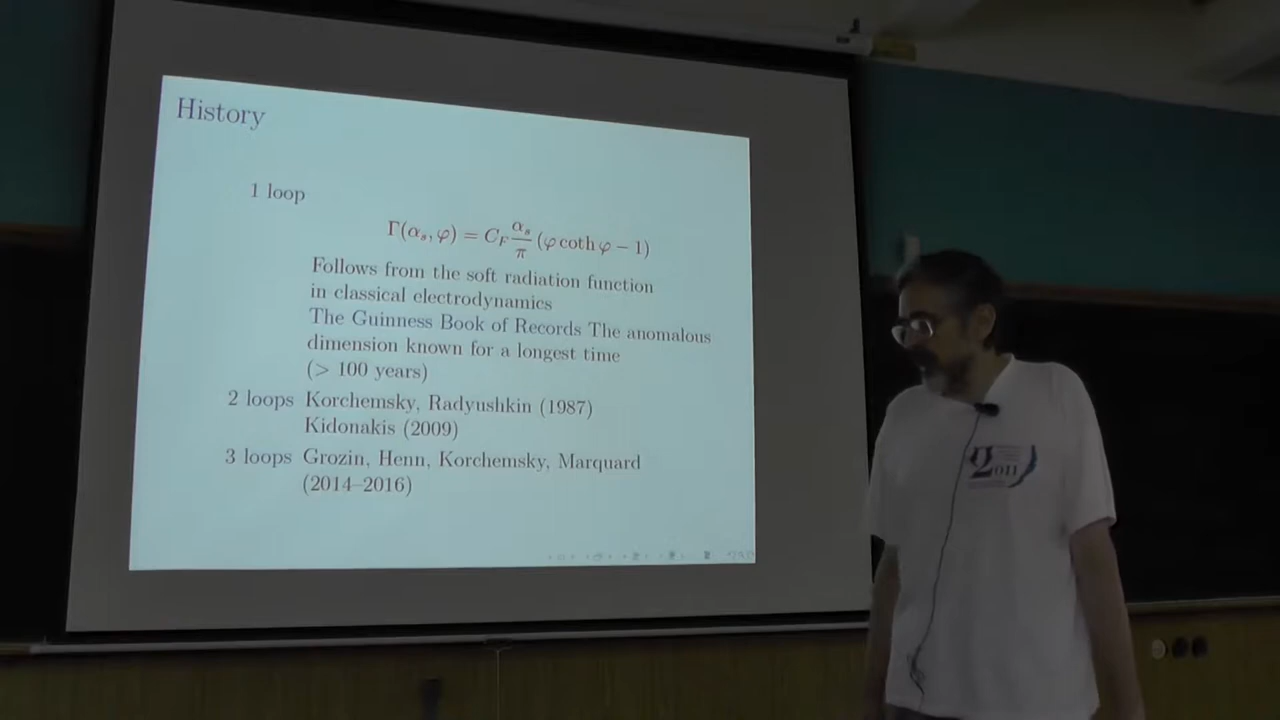 History
1 loop
Γ(α_s, φ) = C_F α_s/π (φ coth φ − 1)
Follows from the soft radiation function
in classical electrodynamics
The Guinness Book of Records The anomalous
dimension known for a longest time
(> 100 years)
2 loops Korchemsky, Radyushkin (1987)
Kidonakis (2009)
3 loops Grozin, Henn, Korchemsky, Marquard
(2014–2016)
2011